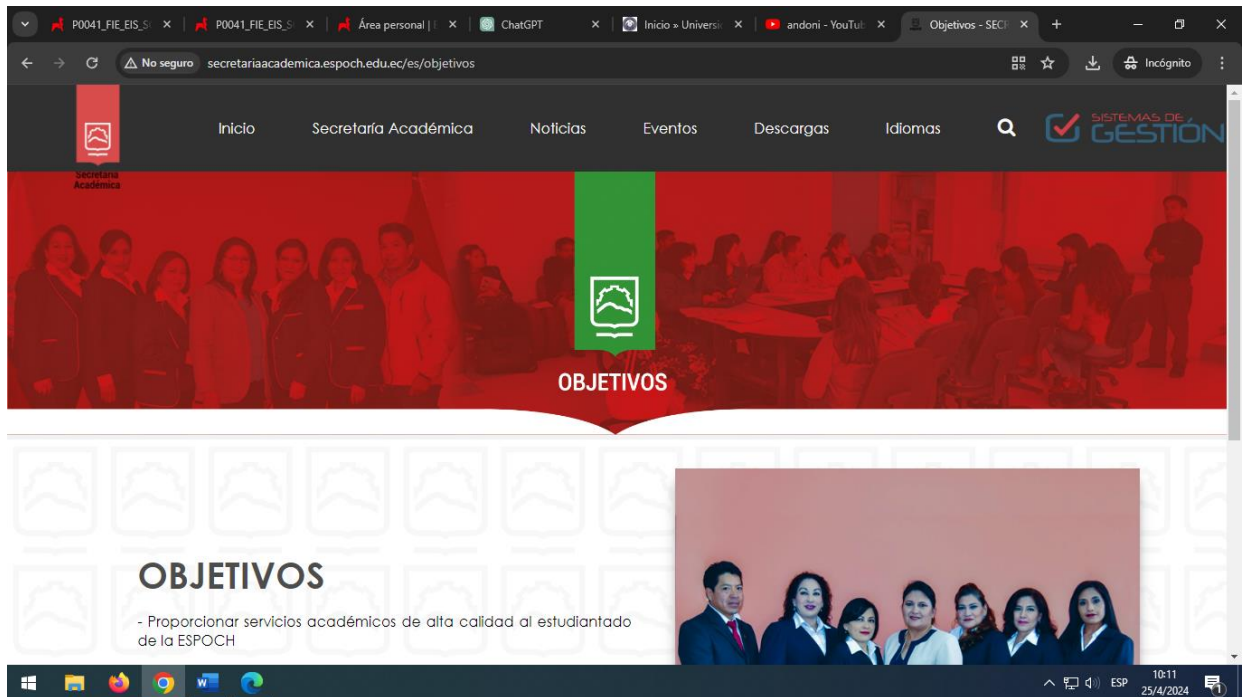 P0041_FIE_EIS_S
P0041_FIE_EIS_S
Área personal |
ChatGPT
Inicio » Universi
andoni - YouTub
Objetivos - SECR
No seguro
secretariaacademica.espoch.edu.ec/es/objetivos
Incógnito
Secretaría
Académica
Inicio
Secretaría Académica
Noticias
Eventos
Descargas
Idiomas
SISTEMAS DE
GESTIÓN
OBJETIVOS
OBJETIVOS
- Proporcionar servicios académicos de alta calidad al estudiantado
de la ESPOCH
ESP
10:11
25/4/2024
1